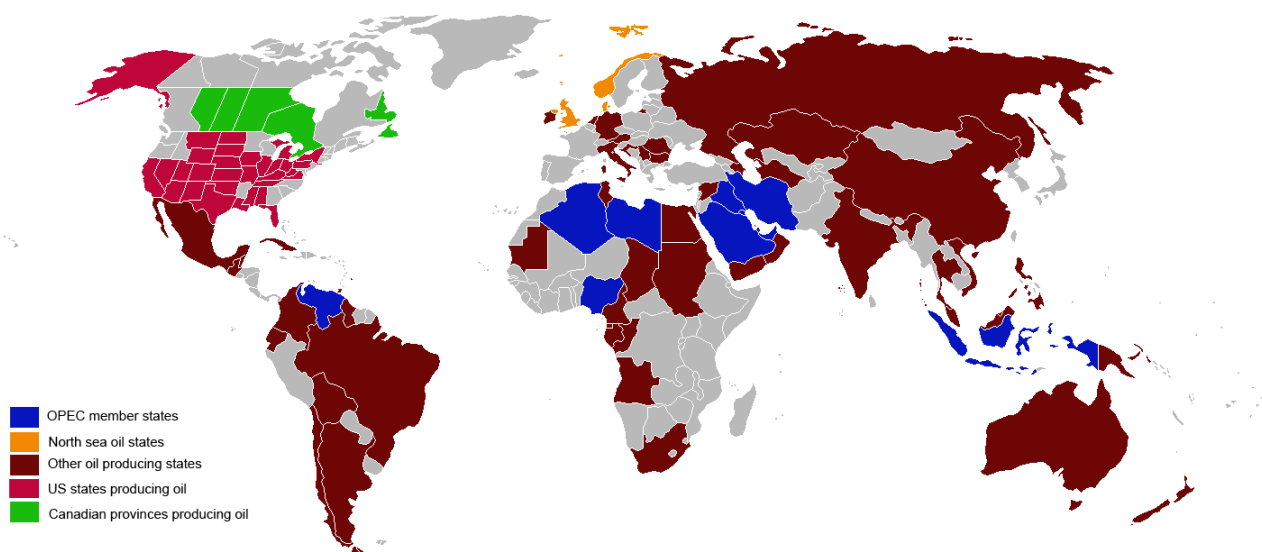 OPEC member states
North sea oil states
Other oil producing states
US states producing oil
Canadian provinces producing oil